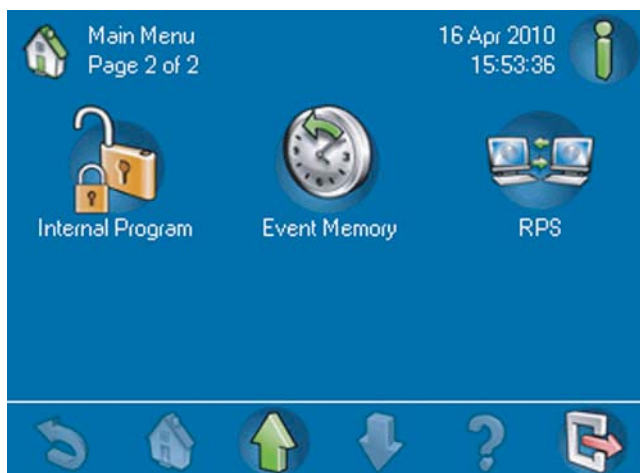 Main Menu
Page 2 of 2
16 Apr 2010
15:53:36
Internal Program
Event Memory
RPS